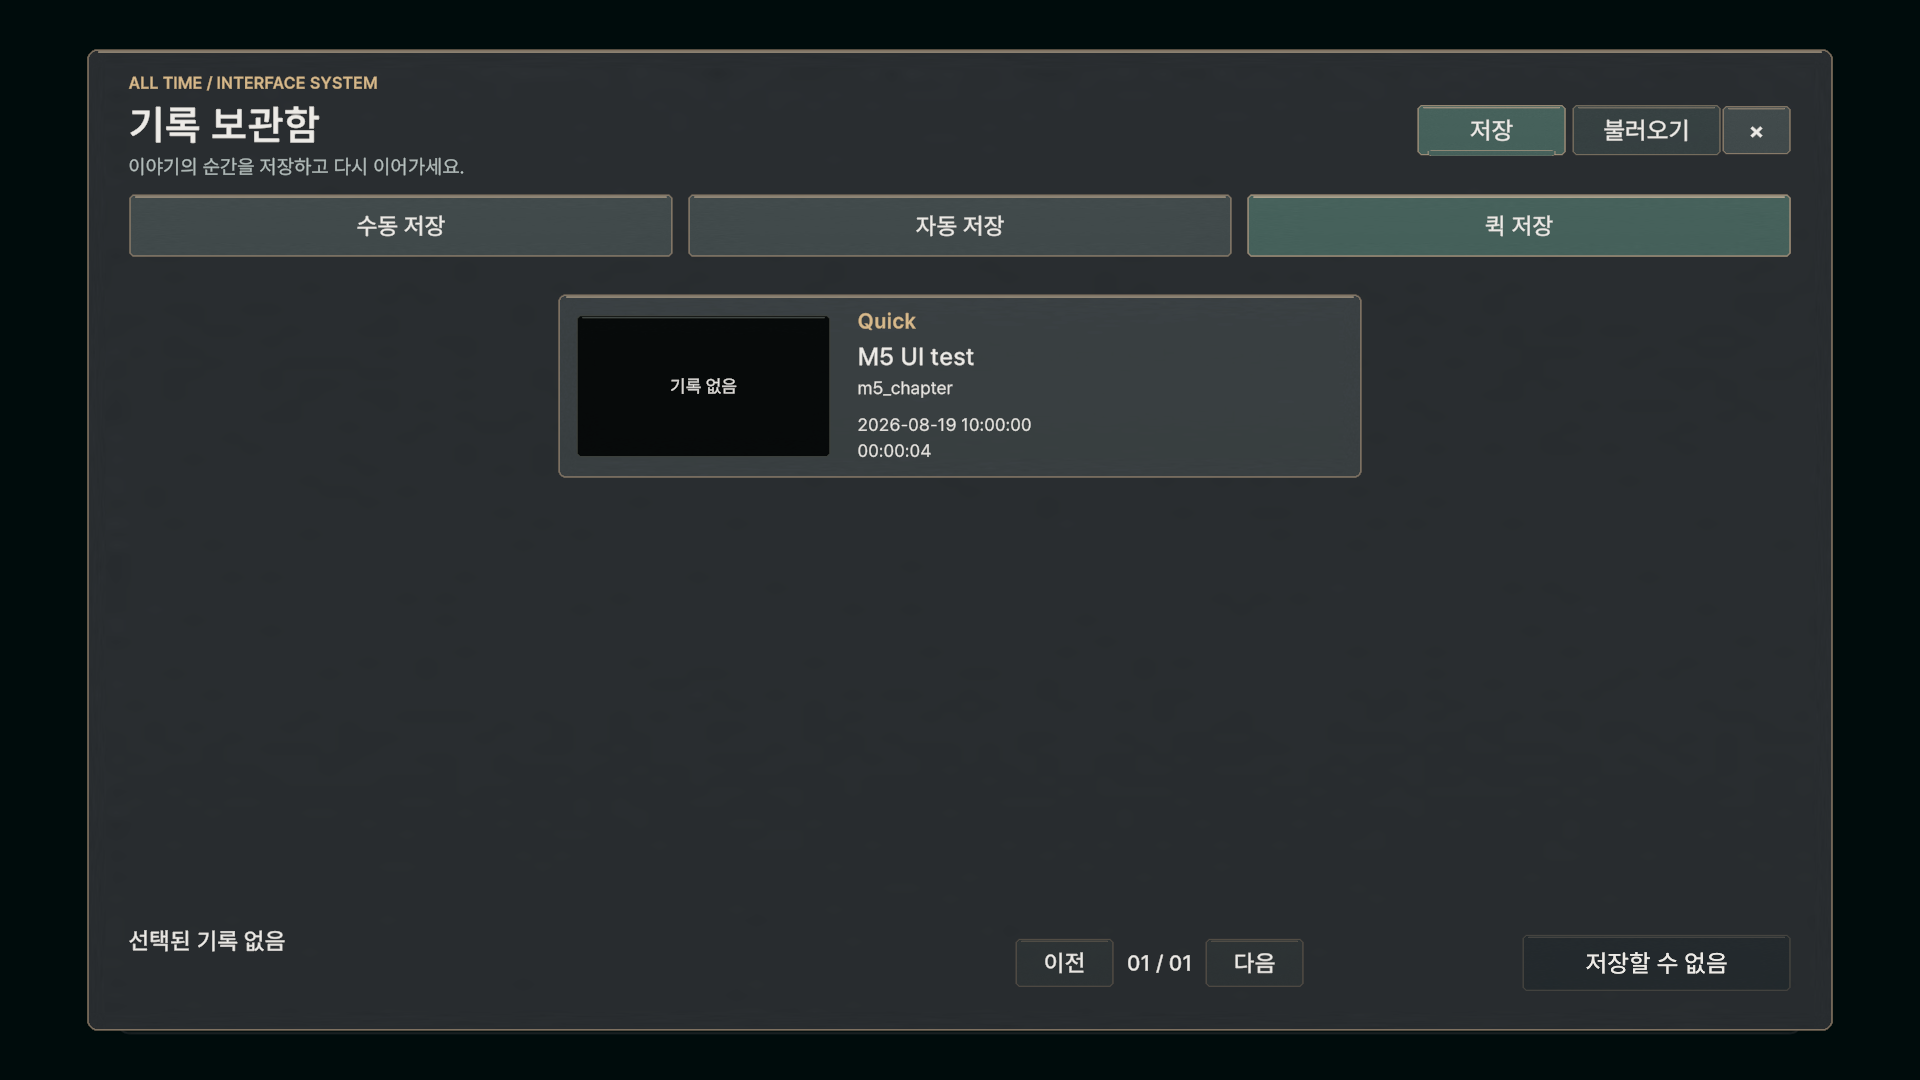 ALL TIME / INTERFACE SYSTEM
기록 보관함
이야기의 순간을 저장하고 다시 이어가세요.
저장
불러오기
×
수동 저장
자동 저장
퀵 저장
기록 없음
Quick
M5 UI test
m5_chapter
2026-08-19 10:00:00
00:00:04
선택된 기록 없음
이전
01 / 01
다음
저장할 수 없음